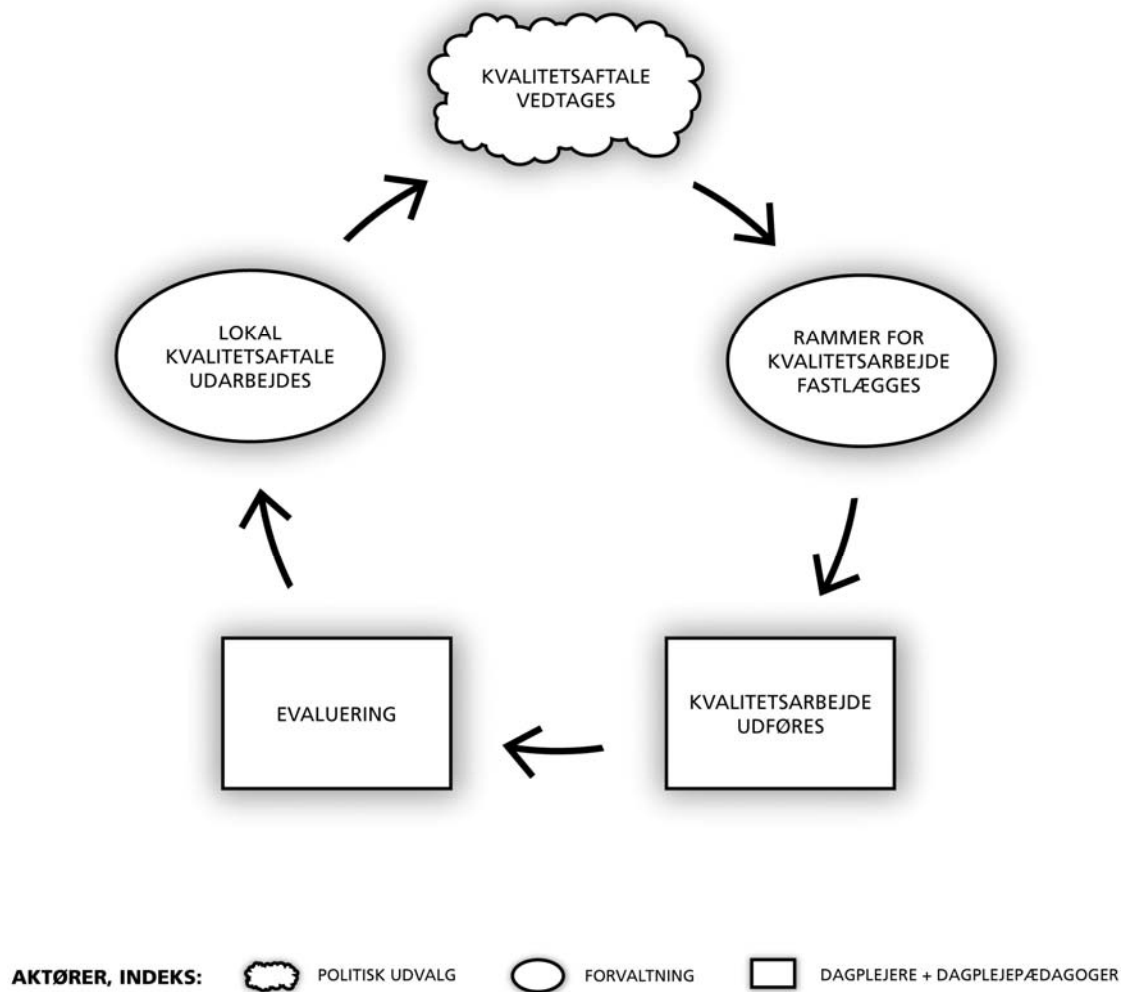 KVALITETSAFTALE
VEDTAGES
LOKAL
KVALITETSAFTALE
UDARBEJDES
RAMMER FOR
KVALITETSARBEJDE
FASTLÆGGES
EVALUERING
KVALITETSARBEJDE
UDFØRES
AKTØRER, INDEKS: POLITISK UDVALG FORVALTNING DAGPLEJERE + DAGPLEJEPÆDAGOGER